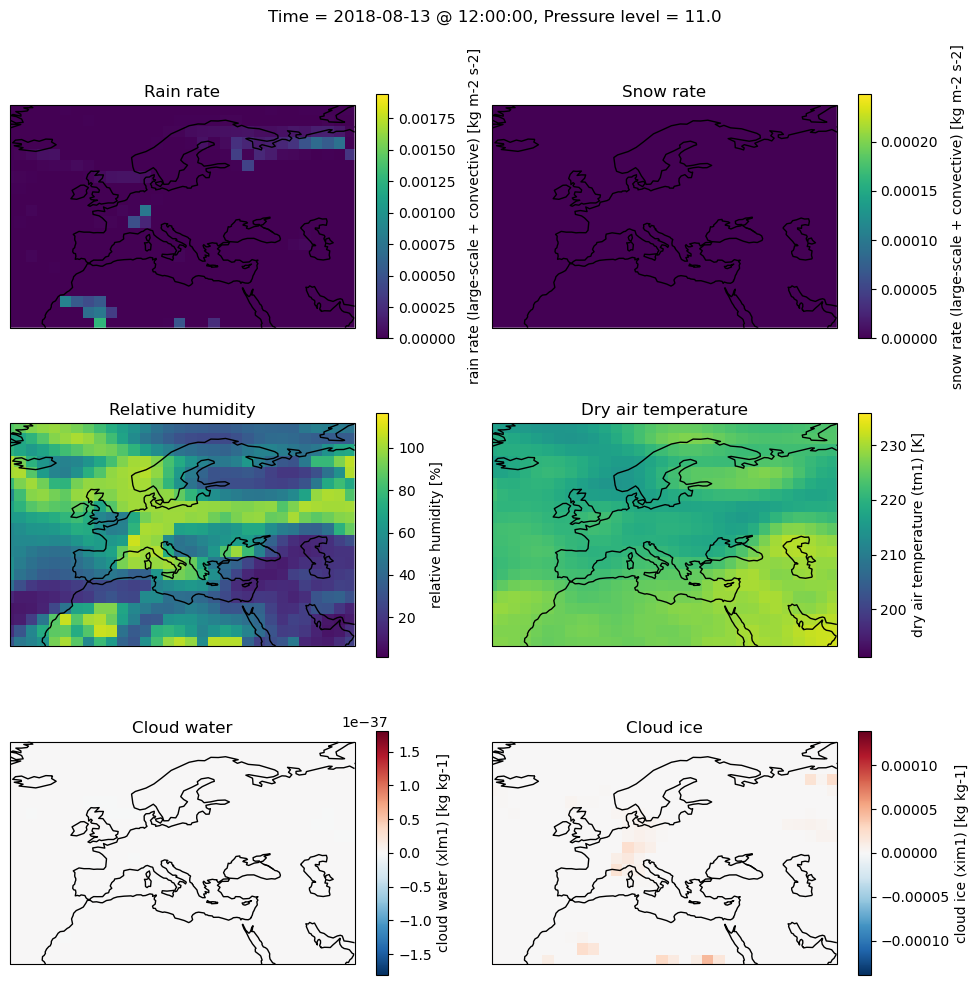 Time = 2018-08-13 @ 12:00:00, Pressure level = 11.0
Rain rate
0.00175
0.00150
0.00125
0.00100
0.00075
0.00050
0.00025
0.00000
rain rate (large-scale + convective) [kg m-2 s-2]
Snow rate
0.00020
0.00015
0.00010
0.00005
0.00000
snow rate (large-scale + convective) [kg m-2 s-2]
Relative humidity
100
80
60
40
20
relative humidity [%]
Dry air temperature
230
220
210
200
dry air temperature (tm1) [K]
Cloud water
1e−37
1.5
1.0
0.5
0.0
−0.5
−1.0
−1.5
cloud water (xlm1) [kg kg-1]
Cloud ice
0.00010
0.00005
0.00000
−0.00005
−0.00010
cloud ice (xim1) [kg kg-1]